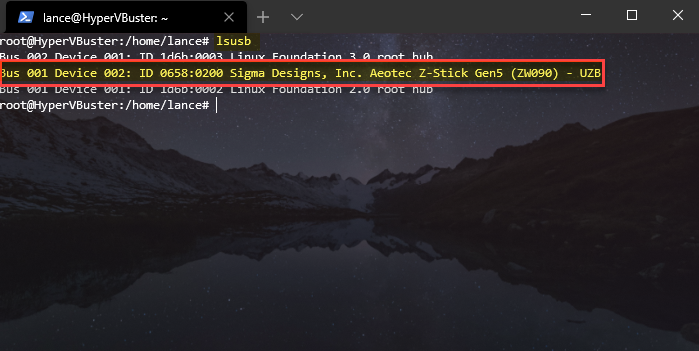 lance@HyperVBuster: ~
root@HyperVBuster:/home/lance# lsusb
Bus 002 Device 001: ID 1d6b:0003 Linux Foundation 3.0 root hub
Bus 001 Device 002: ID 0658:0200 Sigma Designs, Inc. Aeotec Z-Stick Gen5 (ZW090) - UZB
Bus 001 Device 001: ID 1d6b:0002 Linux Foundation 2.0 root hub
root@HyperVBuster:/home/lance#